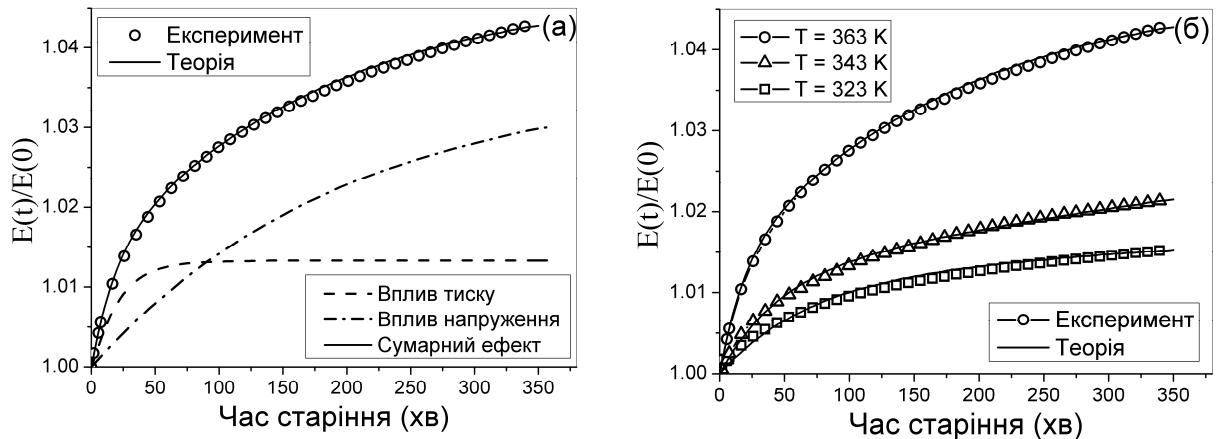 (а)
Експеримент
Теорія
1.04
1.03
1.02
1.01
1.00
E(t)/E(0)
Вплив тиску
Вплив напруження
Сумарний ефект
0 50 100 150 200 250 300 350
Час старіння (хв)
(б)
T = 363 K
T = 343 K
T = 323 K
1.04
1.03
1.02
1.01
1.00
E(t)/E(0)
Експеримент
Теорія
0 50 100 150 200 250 300 350
Час старіння (хв)